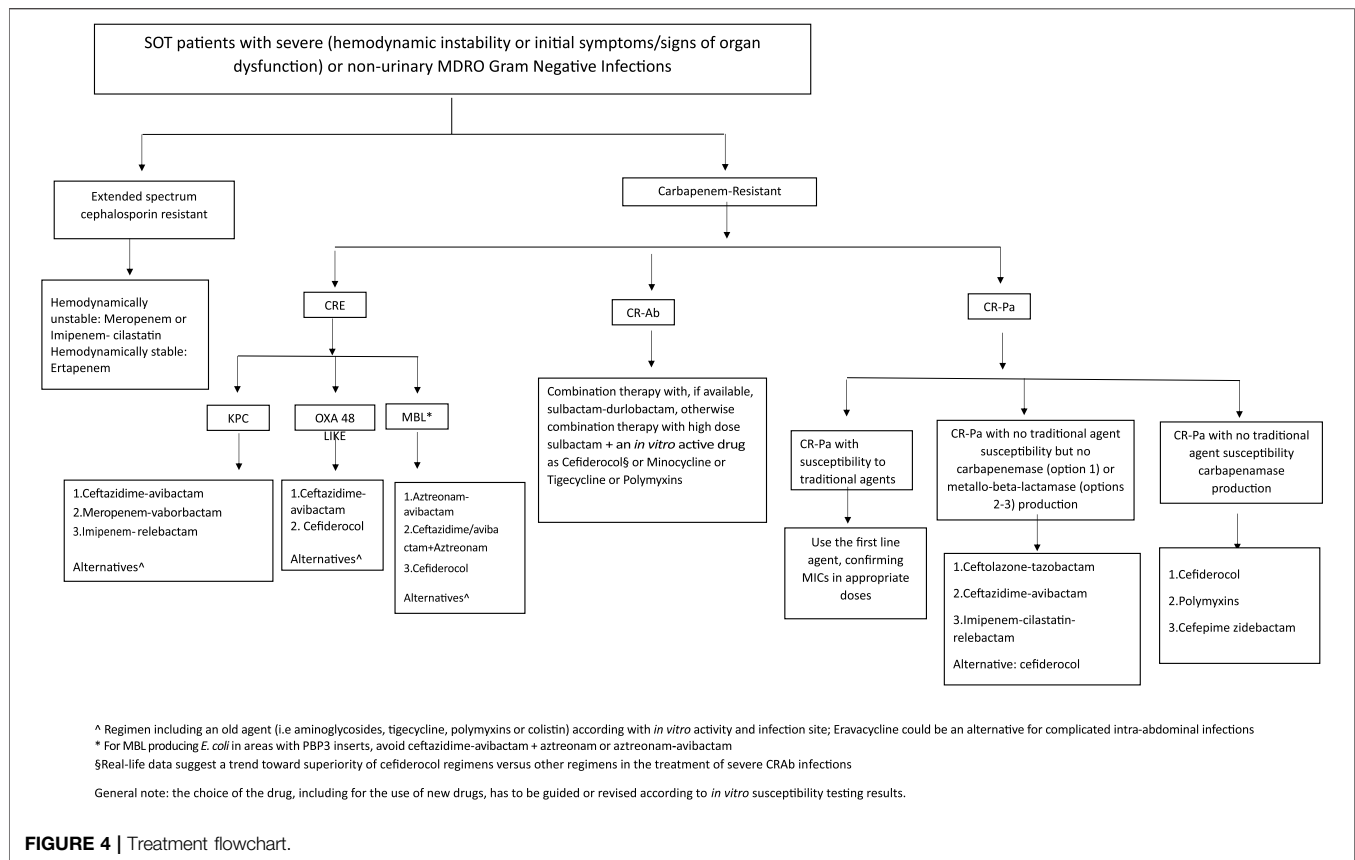 SOT patients with severe (hemodynamic instability or initial symptoms/signs of organ
dysfunction) or non-urinary MDRO Gram Negative Infections
Extended spectrum
cephalosporin resistant
Carbapenem-Resistant
Hemodynamically
unstable: Meropenem or
Imipenem- cilastatin
Hemodynamically stable:
Ertapenem
CRE
CR-Ab
CR-Pa
KPC
OXA 48
LIKE
MBL*
Combination therapy with, if available,
sulbactam-durlobactam, otherwise
combination therapy with high dose
sulbactam + an in vitro active drug
as Cefiderocol§ or Minocycline or
Tigecycline or Polymyxins
CR-Pa with
susceptibility to
traditional agents
CR-Pa with no traditional agent
susceptibility but no
carbapenemase (option 1) or
metallo-beta-lactamase (options
2-3) production
CR-Pa with no traditional
agent susceptibility
carbapenamase
production
1.Ceftazidime-avibactam
2.Meropenem-vaborbactam
3.Imipenem- relebactam
Alternatives^
1.Ceftazidime-
avibactam
2. Cefiderocol
Alternatives^
1.Aztreonam-
avibactam
2.Ceftazidime/aviba
ctam+Aztreonam
3.Cefiderocol
Alternatives^
Use the first line
agent, confirming
MICs in appropriate
doses
1.Ceftolazone-tazobactam
2.Ceftazidime-avibactam
3.Imipenem-cilastatin-
relebactam
Alternative: cefiderocol
1.Cefiderocol
2.Polymyxins
3.Cefepime zidebactam
^ Regimen including an old agent (i.e aminoglycosides, tigecycline, polymyxins or colistin) according with in vitro activity and infection site; Eravacycline could be an alternative for complicated intra-abdominal infections
* For MBL producing E. coli in areas with PBP3 inserts, avoid ceftazidime-avibactam + aztreonam or aztreonam-avibactam
§Real-life data suggest a trend toward superiority of cefiderocol regimens versus other regimens in the treatment of severe CRAb infections
General note: the choice of the drug, including for the use of new drugs, has to be guided or revised according to in vitro susceptibility testing results.
FIGURE 4 | Treatment flowchart.